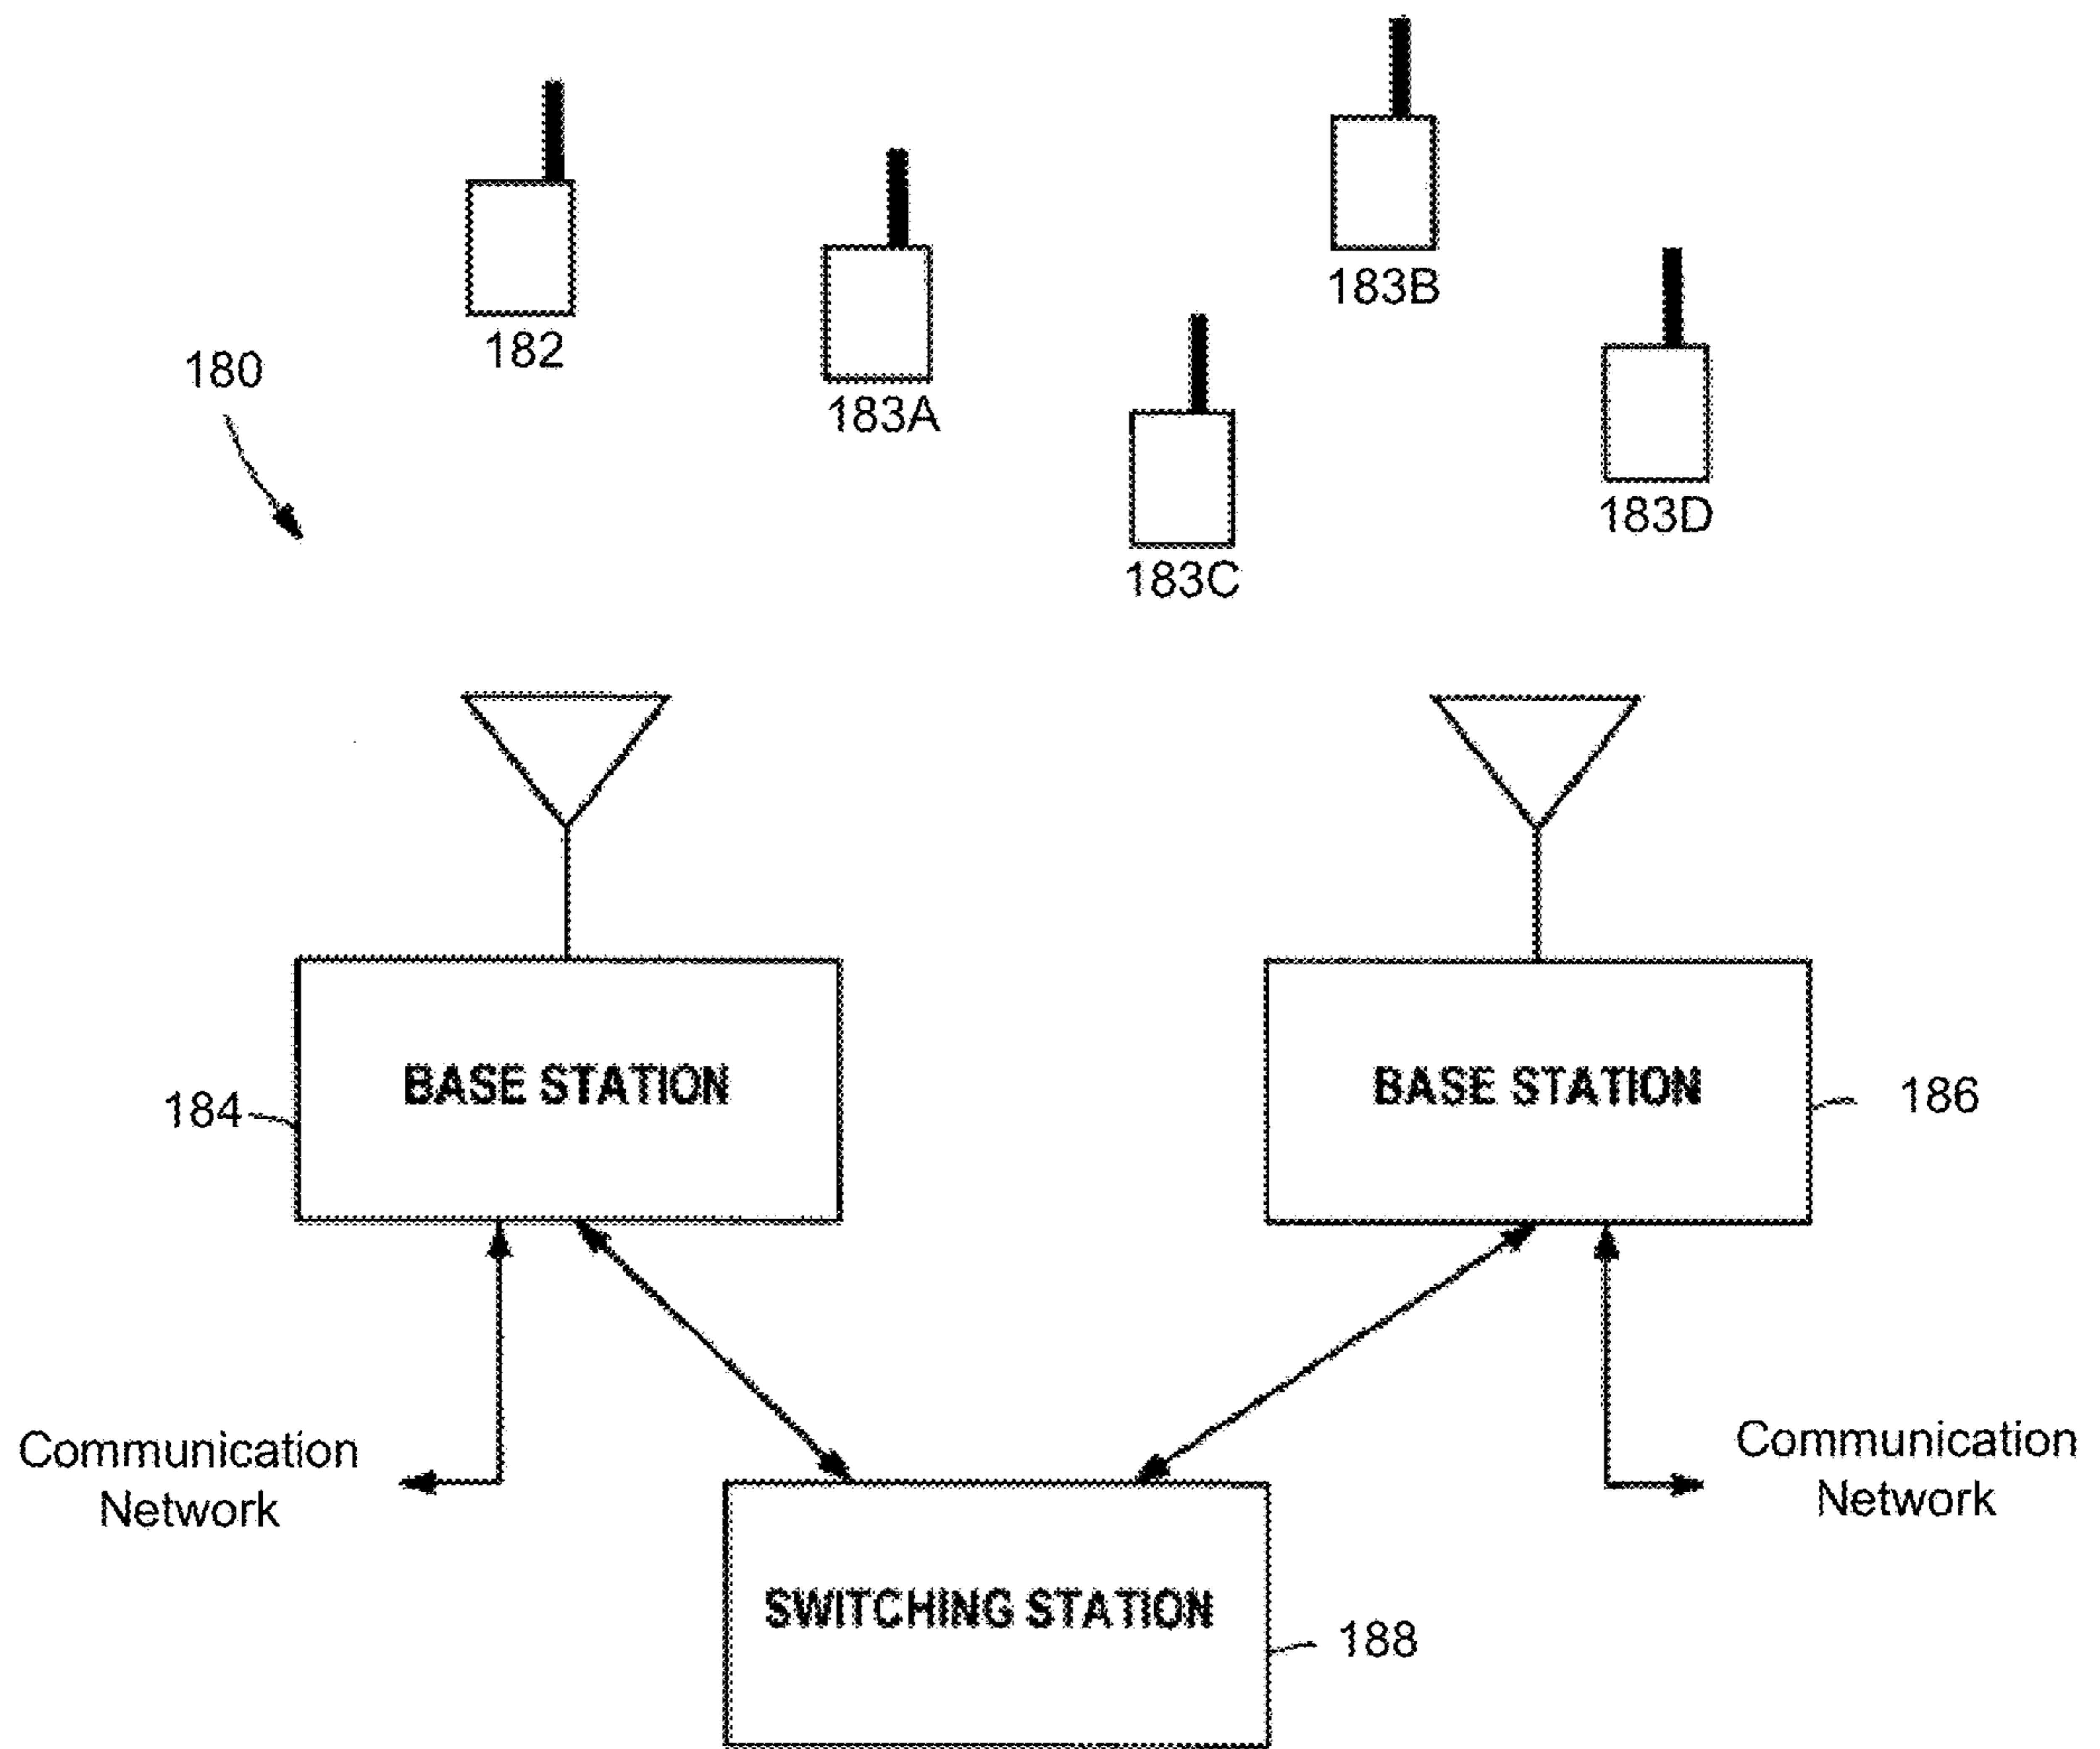 183B
182
180
183A
183D
183C
BASE STATION
BASE STATION
184
186
Communication
Network
Communication
Network
SWITCHING STATION
188